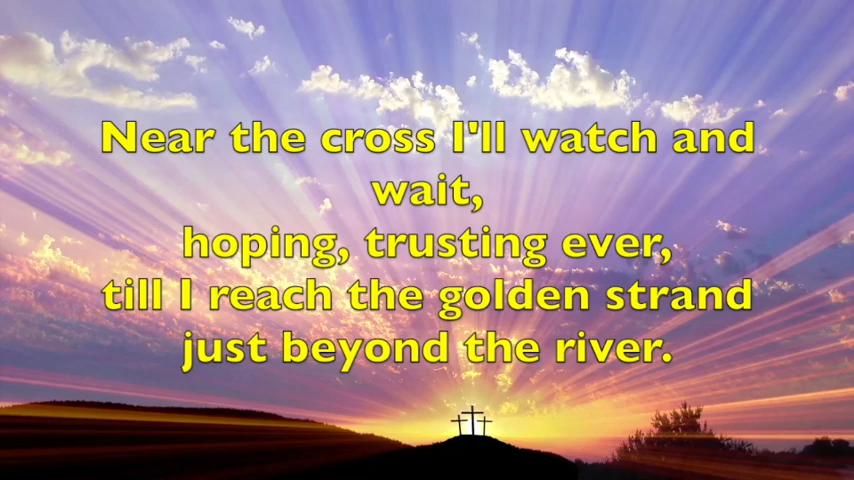 Near the cross I'll watch and
wait,
hoping, trusting ever,
till I reach the golden strand
just beyond the river.